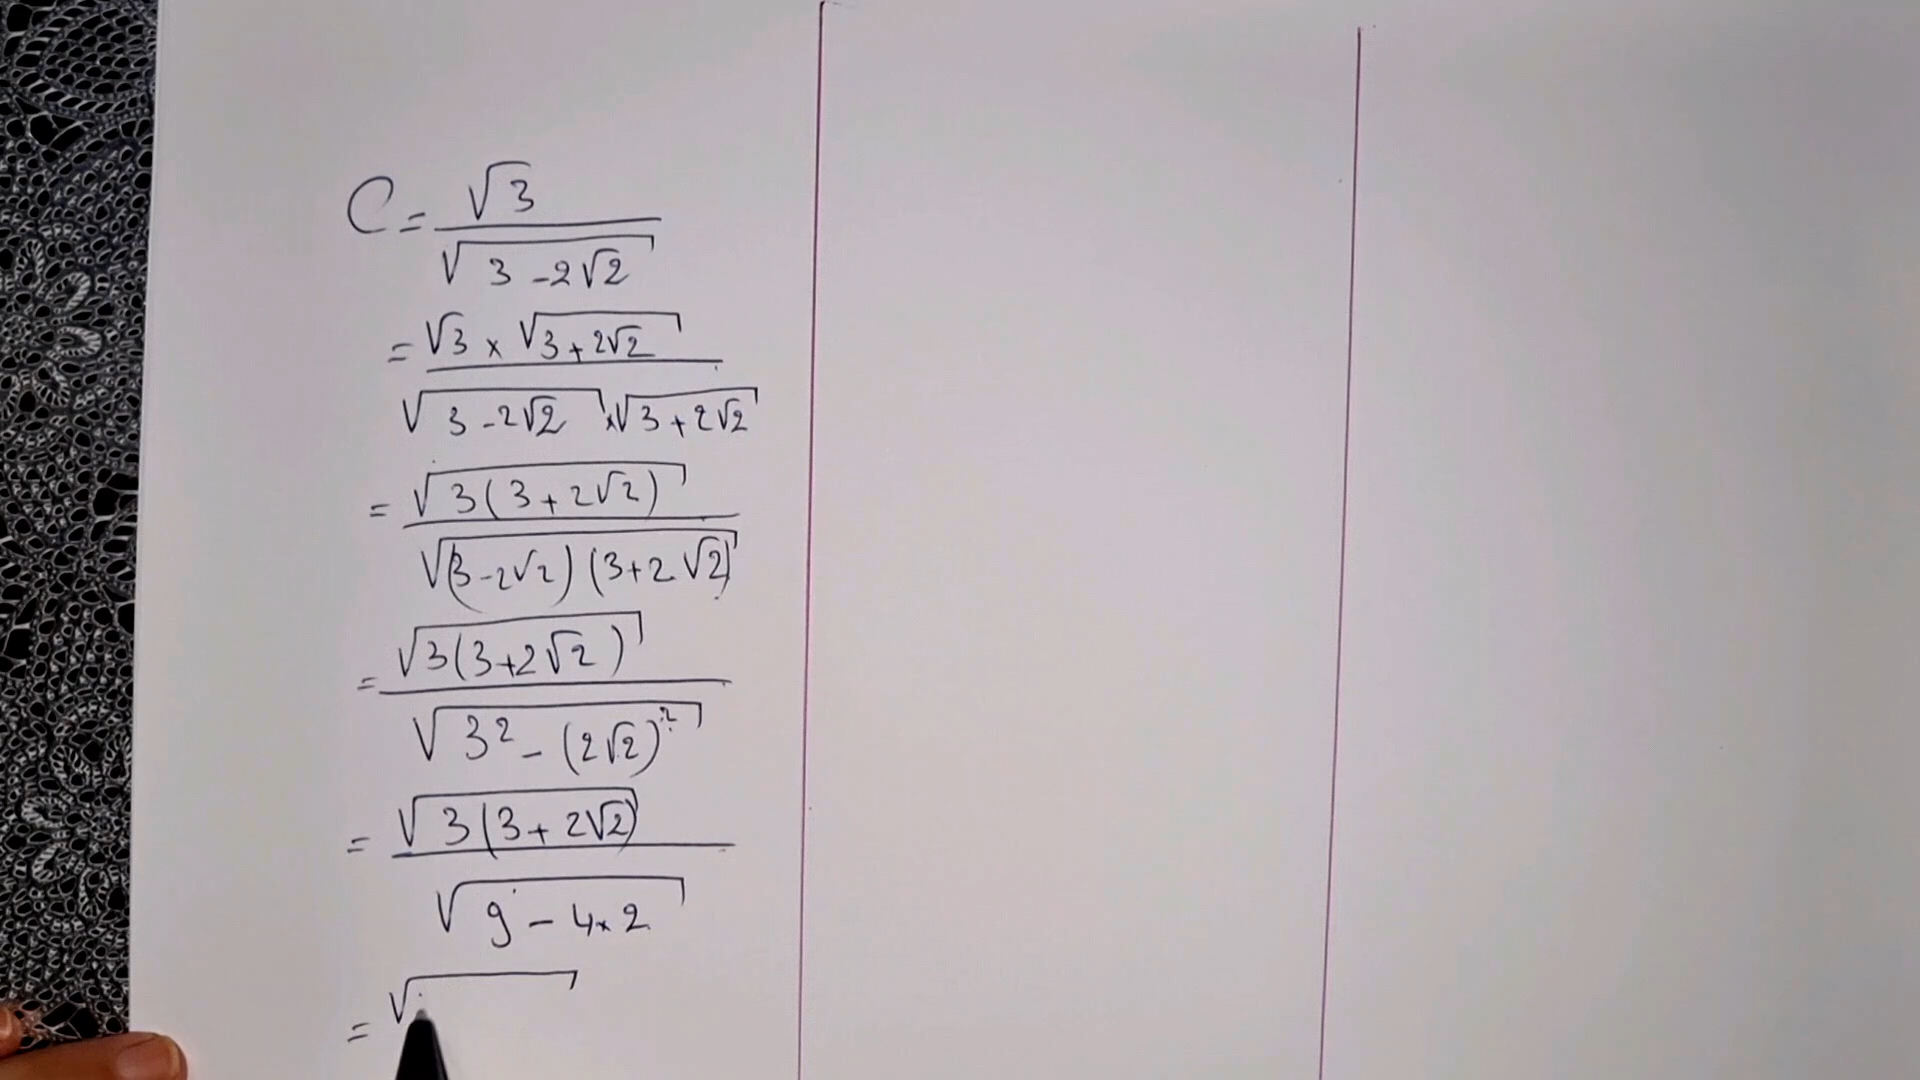 C = √3 / √(3 - 2√2)
= √3 × √(3 + 2√2) / √(3 - 2√2) × √(3 + 2√2)
= √(3(3 + 2√2)) / √((3 - 2√2)(3 + 2√2))
= √(3(3 + 2√2)) / √(3² - (2√2)²)
= √(3(3 + 2√2)) / √(9 - 4×2)
= √